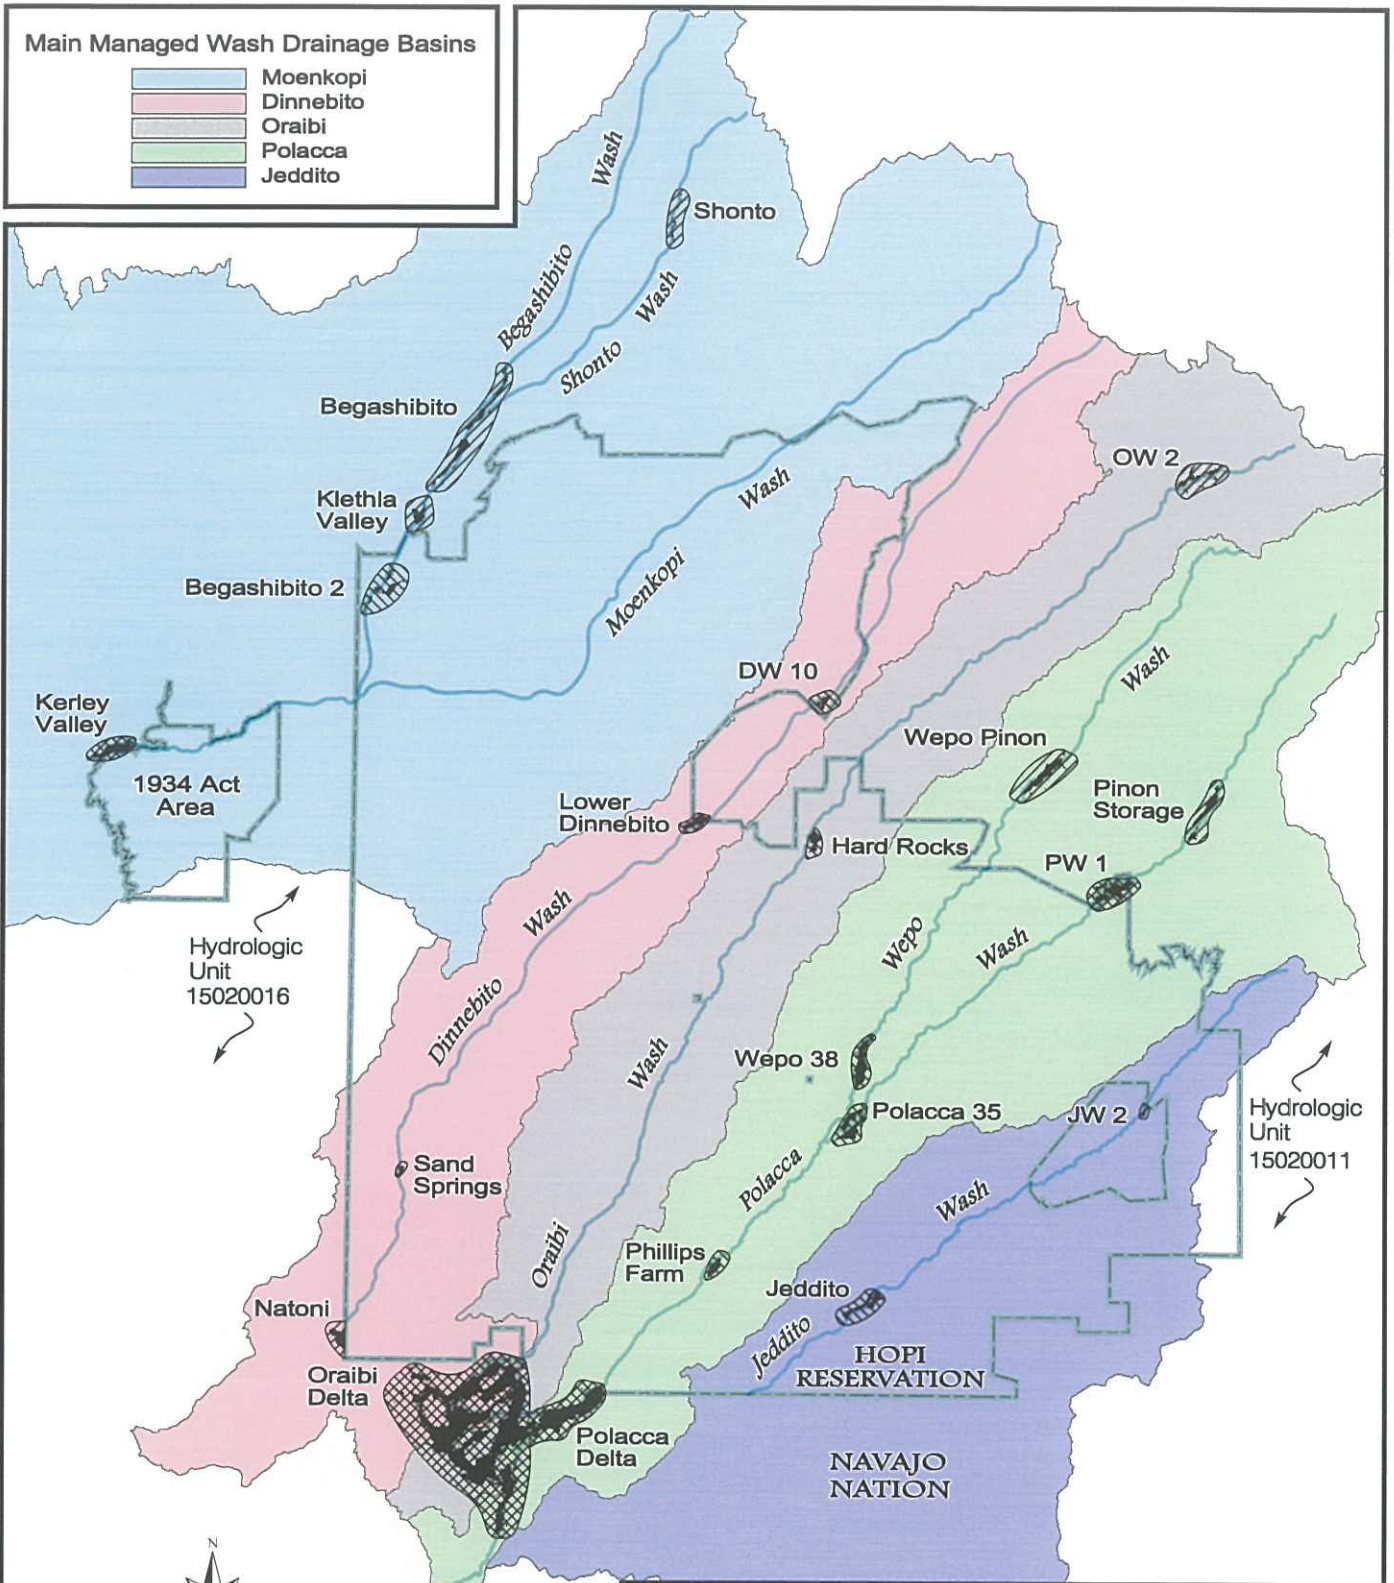 Main Managed Wash Drainage Basins
Moenkopi
Dinnebito
Oraibi
Polacca
Jeddito
Wash
Shonto
Begashibito
Wash
Shonto
Begashibito
OW 2
Klethla
Valley
Wash
Begashibito 2
Moenkopi
Wash
DW 10
Kerley
Valley
Wepo Pinon
1934 Act
Area
Pinon
Storage
Lower
Dinnebito
Hard Rocks
PW 1
Wash
Wepo
Wash
Hydrologic
Unit
15020016
Dinnebito
Wash
Wepo 38
Polacca 35
JW 2
Hydrologic
Unit
15020011
Sand
Springs
Polacca
Wash
Oraibi
Phillips
Farm
Jeddito
Natoni
Jeddito
HOPI
RESERVATION
Oraibi
Delta
Polacca
Delta
NAVAJO
NATION
N